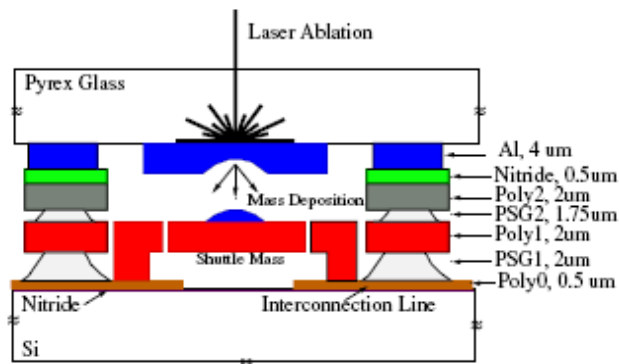 Laser Ablation
Pyrex Glass
Al, 4 um
Nitride, 0.5um
Mass Deposition
Poly2, 2um
PSG2, 1.75um
Poly1, 2um
Shuttle Mass
PSG1, 2um
Poly0, 0.5 um
Nitride
Interconnection Line
Si